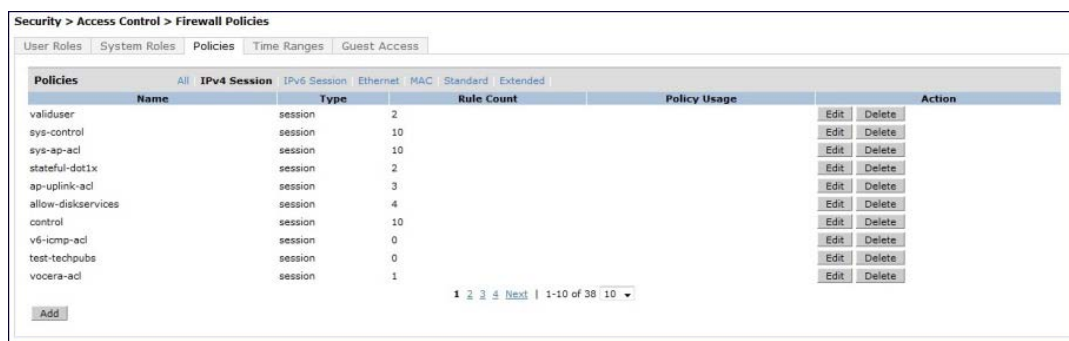 Security > Access Control > Firewall Policies
User Roles System Roles Policies Time Ranges Guest Access
Policies All IPv4 Session IPv6 Session Ethernet MAC Standard Extended
Name Type Rule Count Policy Usage Action
validuser session 2 Edit Delete
sys-control session 10 Edit Delete
sys-ap-acl session 10 Edit Delete
stateful-dot1x session 2 Edit Delete
ap-uplink-acl session 3 Edit Delete
allow-diskservices session 4 Edit Delete
control session 10 Edit Delete
v6-icmp-acl session 0 Edit Delete
test-techpubs session 0 Edit Delete
vocera-acl session 1 Edit Delete
1 2 3 4 Next | 1-10 of 38 10
Add